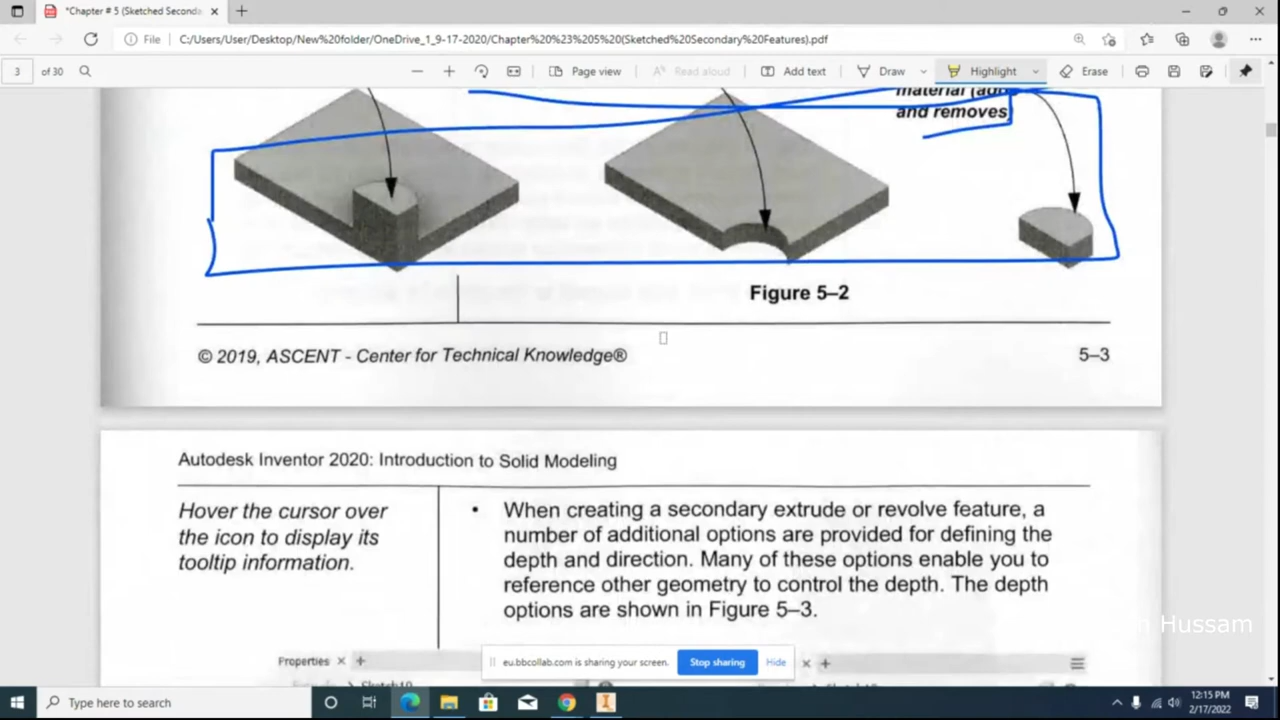 *Chapter # 5 (Sketched Seconda
File
C:/Users/User/Desktop/New%20folder/OneDrive_1_9-17-2020/Chapter%20%23%205%20(Sketched%20Secondary%20Features).pdf
3 of 30
Page view
Read aloud
Add text
Draw
Highlight
Erase
material (adds
and removes)
Figure 5–2
© 2019, ASCENT - Center for Technical Knowledge®
5–3
Autodesk Inventor 2020: Introduction to Solid Modeling
Hover the cursor over
the icon to display its
tooltip information.
• When creating a secondary extrude or revolve feature, a
number of additional options are provided for defining the
depth and direction. Many of these options enable you to
reference other geometry to control the depth. The depth
options are shown in Figure 5–3.
Hussam
Properties × +
eu.bbcollab.com is sharing your screen.
Stop sharing
Hide
Type here to search
12:15 PM
2/17/2022